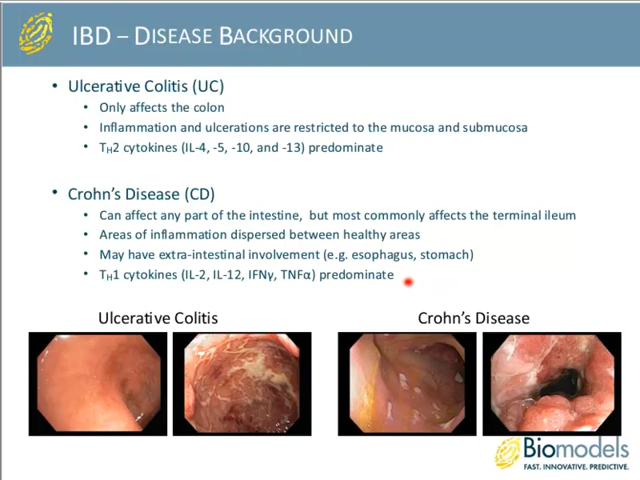 IBD – DISEASE BACKGROUND
• Ulcerative Colitis (UC)
• Only affects the colon
• Inflammation and ulcerations are restricted to the mucosa and submucosa
• TH2 cytokines (IL-4, -5, -10, and -13) predominate
• Crohn's Disease (CD)
• Can affect any part of the intestine, but most commonly affects the terminal ileum
• Areas of inflammation dispersed between healthy areas
• May have extra-intestinal involvement (e.g. esophagus, stomach)
• TH1 cytokines (IL-2, IL-12, IFNγ, TNFα) predominate
Ulcerative Colitis
Crohn's Disease
Biomodels
FAST. INNOVATIVE. PREDICTIVE.